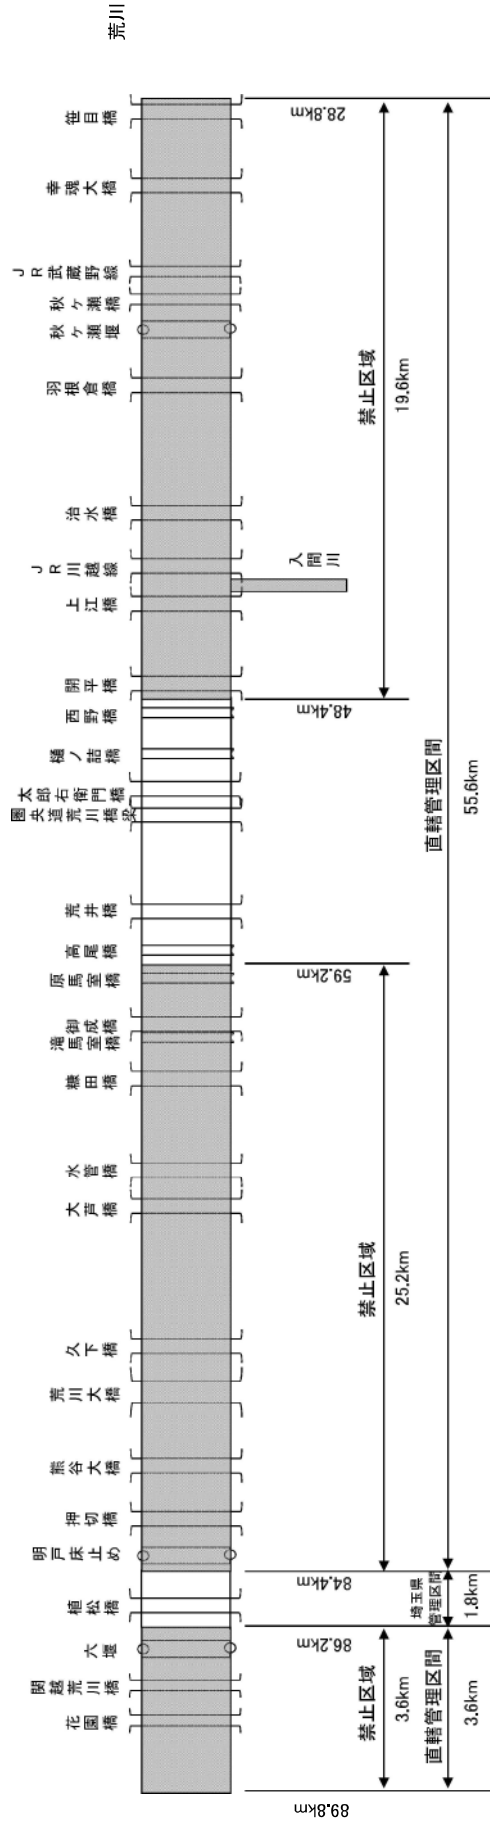 荒川
笹目橋
幸魂大橋
JR武蔵野線
秋ケ瀬橋
秋ケ瀬堰
羽根倉橋
治水橋
JR川越線
上江橋
開平橋
西野橋
樋ノ詰橋
太郎右衛門橋
圏央道荒川橋梁
荒井橋
高尾橋
原馬室橋
御成橋
滝馬室橋
糠田橋
水管橋
大芦橋
久下橋
荒川大橋
熊谷大橋
押切橋
明戸床止め
植松橋
六堰
関越荒川橋
花園橋
入間川
28.8km
48.4km
59.2km
84.4km
86.2km
89.8km
禁止区域
19.6km
禁止区域
25.2km
禁止区域
3.6km
直轄管理区間
55.6km
埼玉県
管理区間
1.8km
直轄管理区間
3.6km